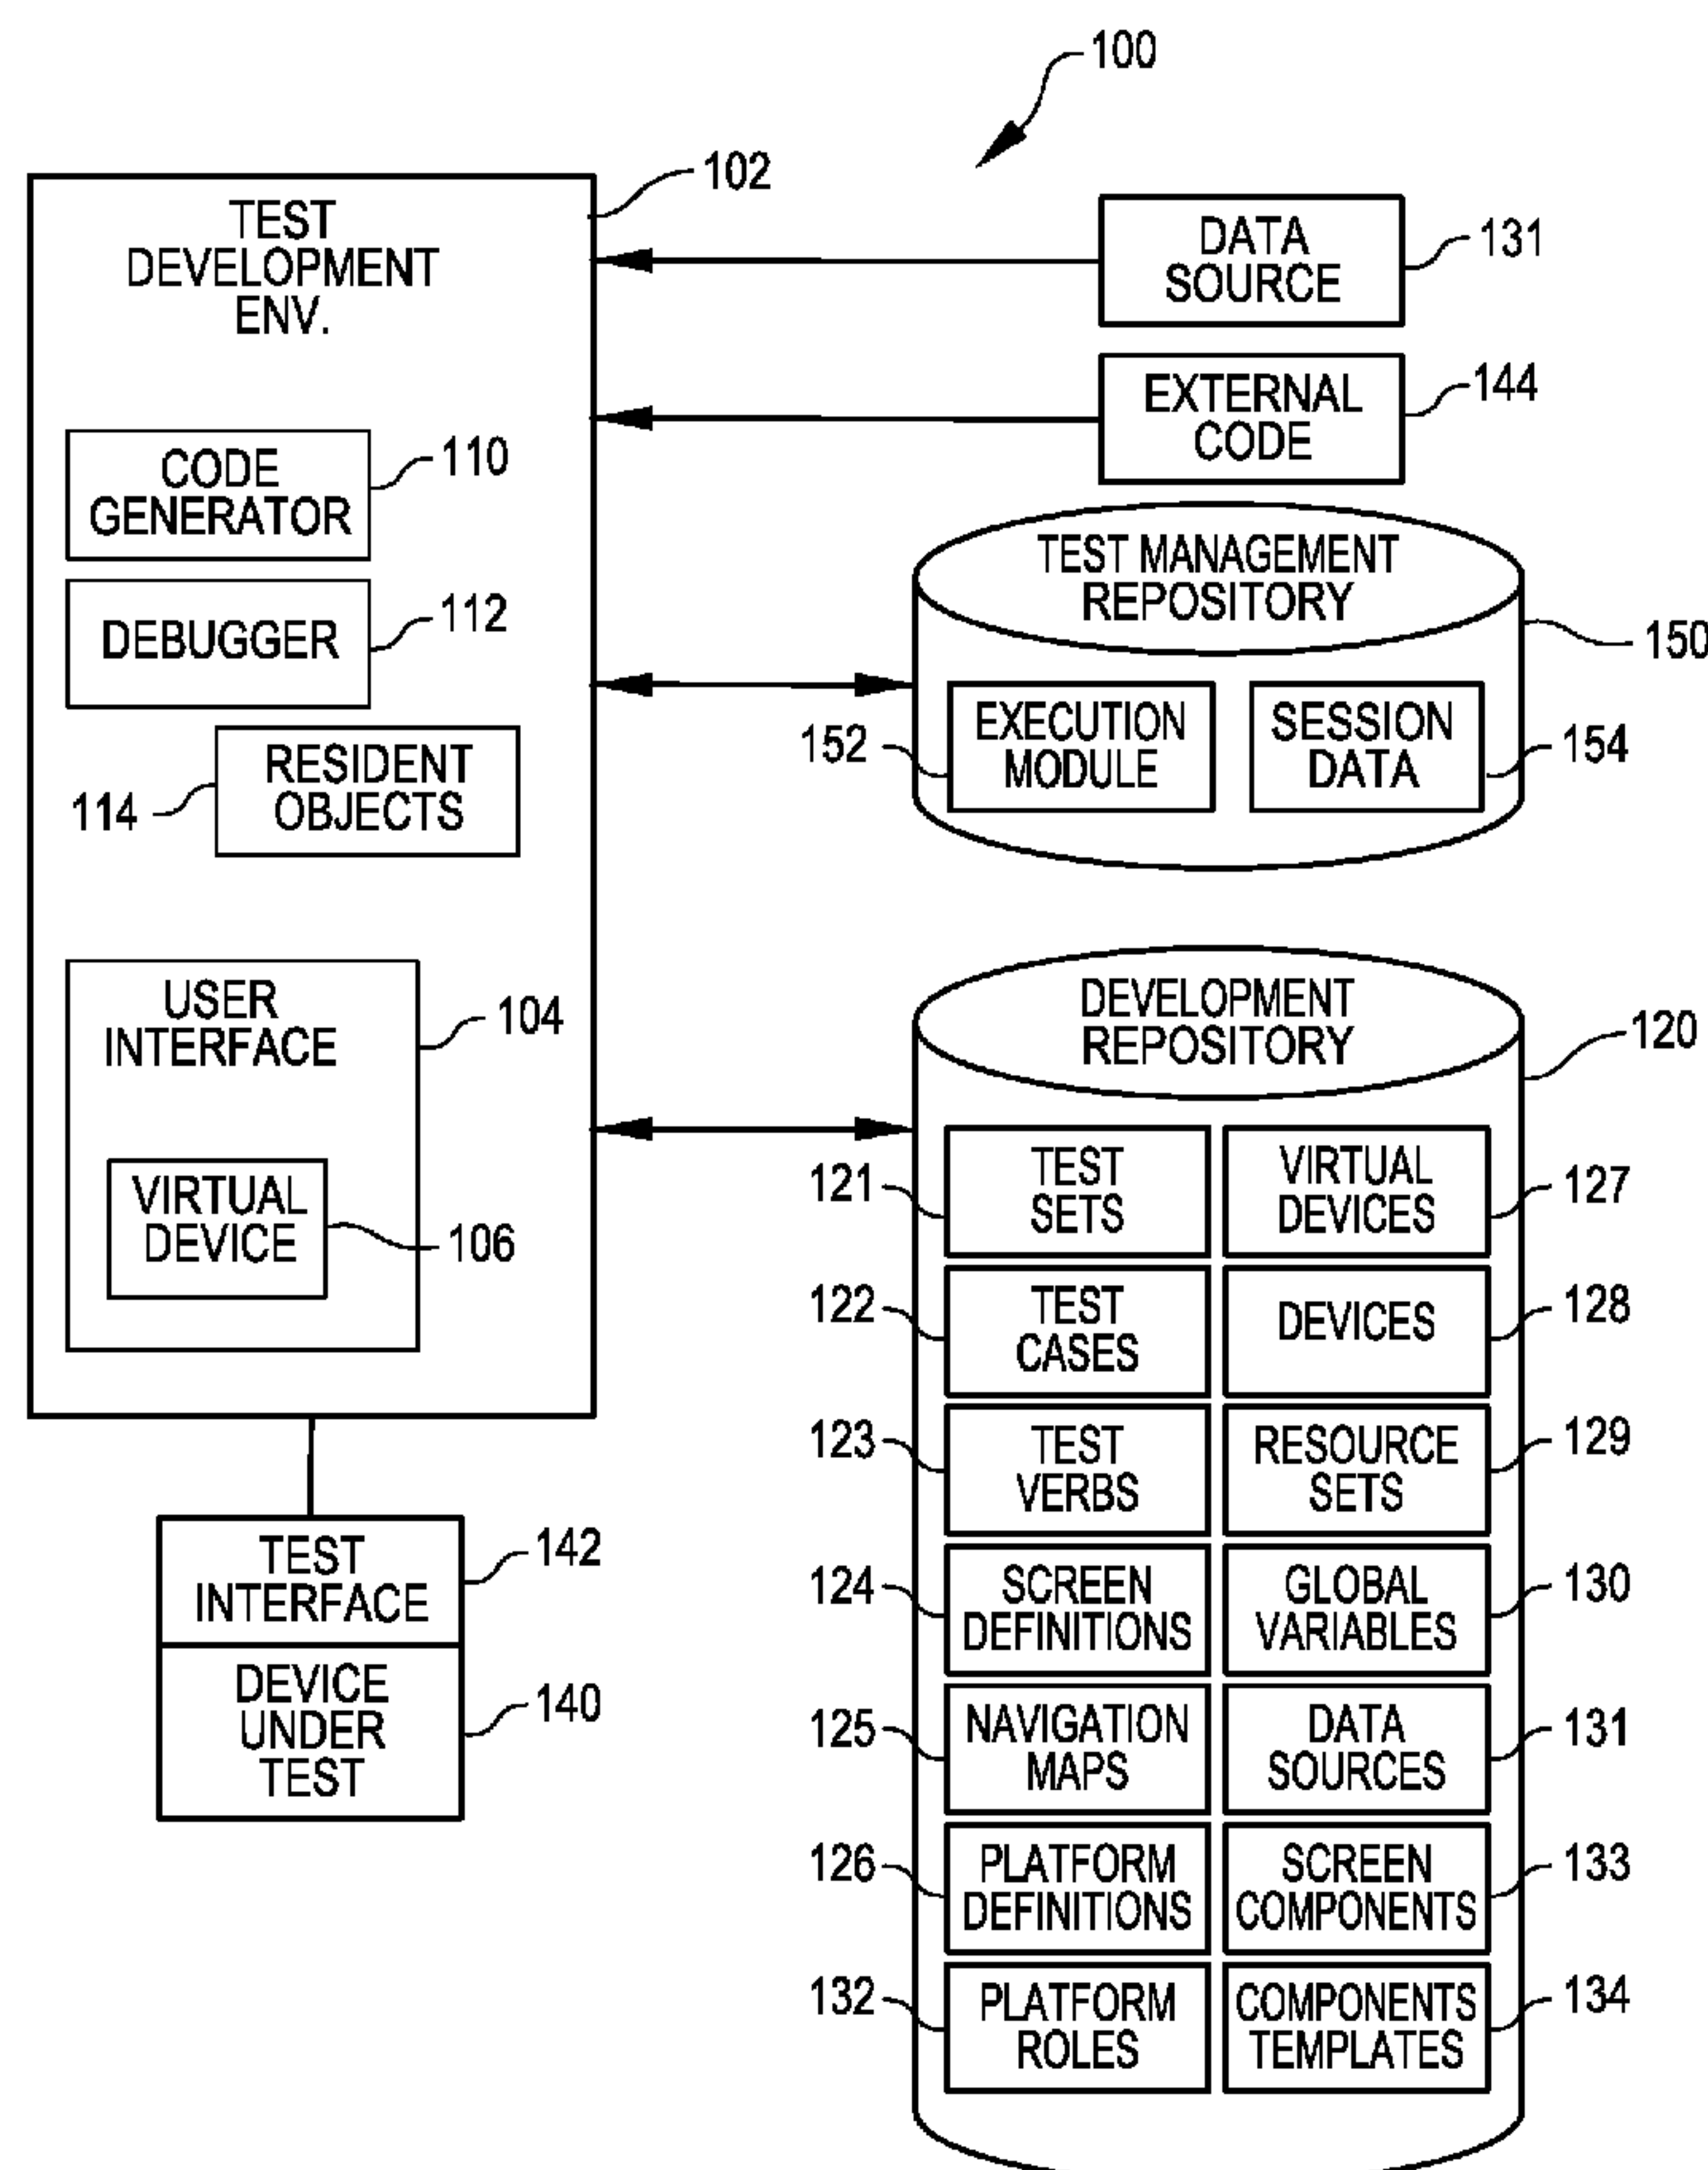 100
102
TEST
DEVELOPMENT
ENV.
DATA
SOURCE
131
EXTERNAL
CODE
144
CODE
GENERATOR
110
DEBUGGER
112
RESIDENT
OBJECTS
114
TEST MANAGEMENT
REPOSITORY
150
EXECUTION
MODULE
152
SESSION
DATA
154
USER
INTERFACE
104
VIRTUAL
DEVICE
106
DEVELOPMENT
REPOSITORY
120
121
TEST
SETS
VIRTUAL
DEVICES
127
122
TEST
CASES
DEVICES
128
123
TEST
VERBS
RESOURCE
SETS
129
124
SCREEN
DEFINITIONS
GLOBAL
VARIABLES
130
125
NAVIGATION
MAPS
DATA
SOURCES
131
126
PLATFORM
DEFINITIONS
SCREEN
COMPONENTS
133
132
PLATFORM
ROLES
COMPONENTS
TEMPLATES
134
TEST
INTERFACE
142
DEVICE
UNDER
TEST
140